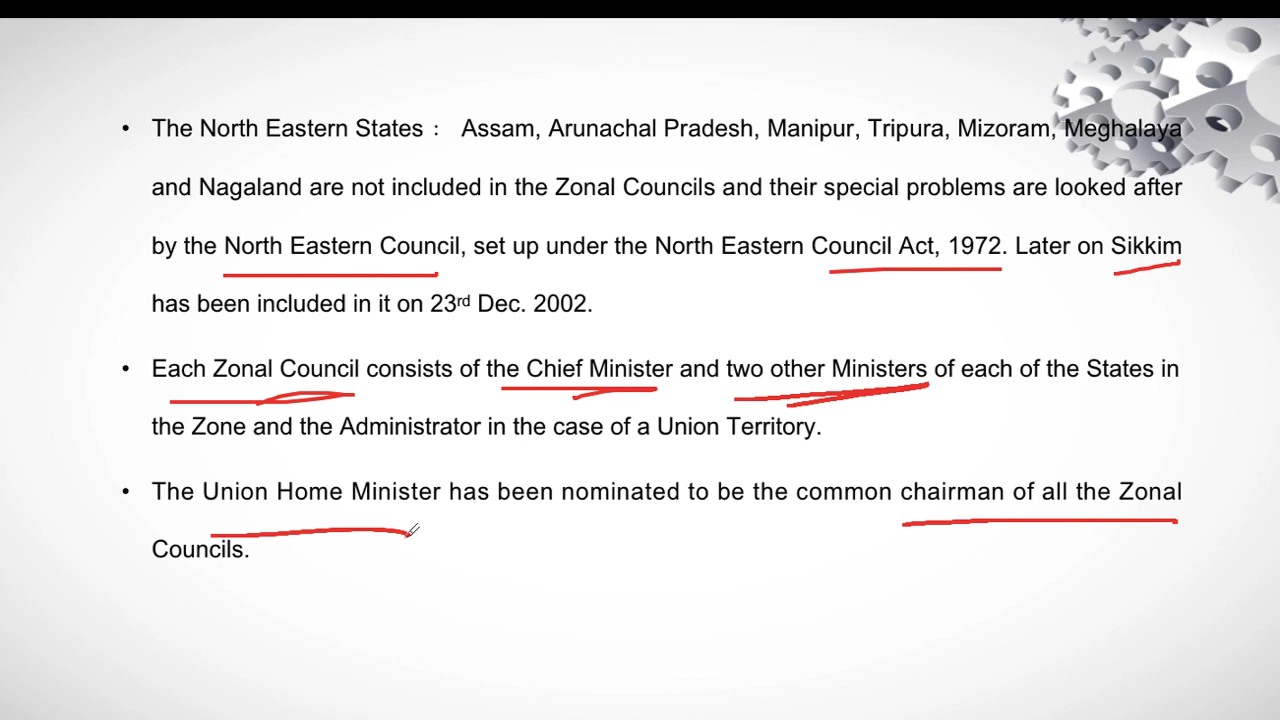 • The North Eastern States : Assam, Arunachal Pradesh, Manipur, Tripura, Mizoram, Meghalaya
and Nagaland are not included in the Zonal Councils and their special problems are looked after
by the North Eastern Council, set up under the North Eastern Council Act, 1972. Later on Sikkim
has been included in it on 23rd Dec. 2002.
• Each Zonal Council consists of the Chief Minister and two other Ministers of each of the States in
the Zone and the Administrator in the case of a Union Territory.
• The Union Home Minister has been nominated to be the common chairman of all the Zonal
Councils.